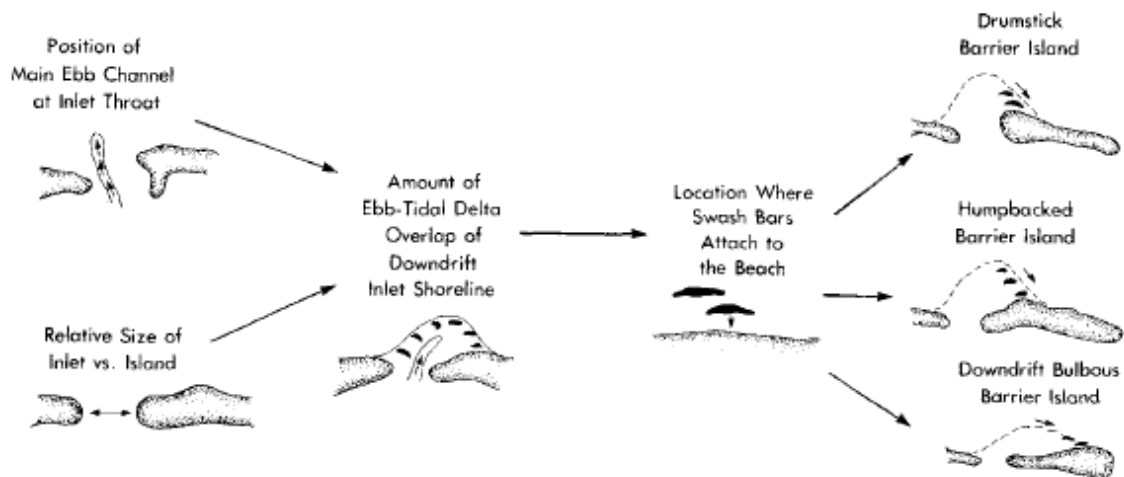 Position of
Main Ebb Channel
at Inlet Throat
Relative Size of
Inlet vs. Island
Amount of
Ebb-Tidal Delta
Overlap of
Downdrift
Inlet Shoreline
Location Where
Swash Bars
Attach to
the Beach
Drumstick
Barrier Island
Humpbacked
Barrier Island
Downdrift Bulbous
Barrier Island